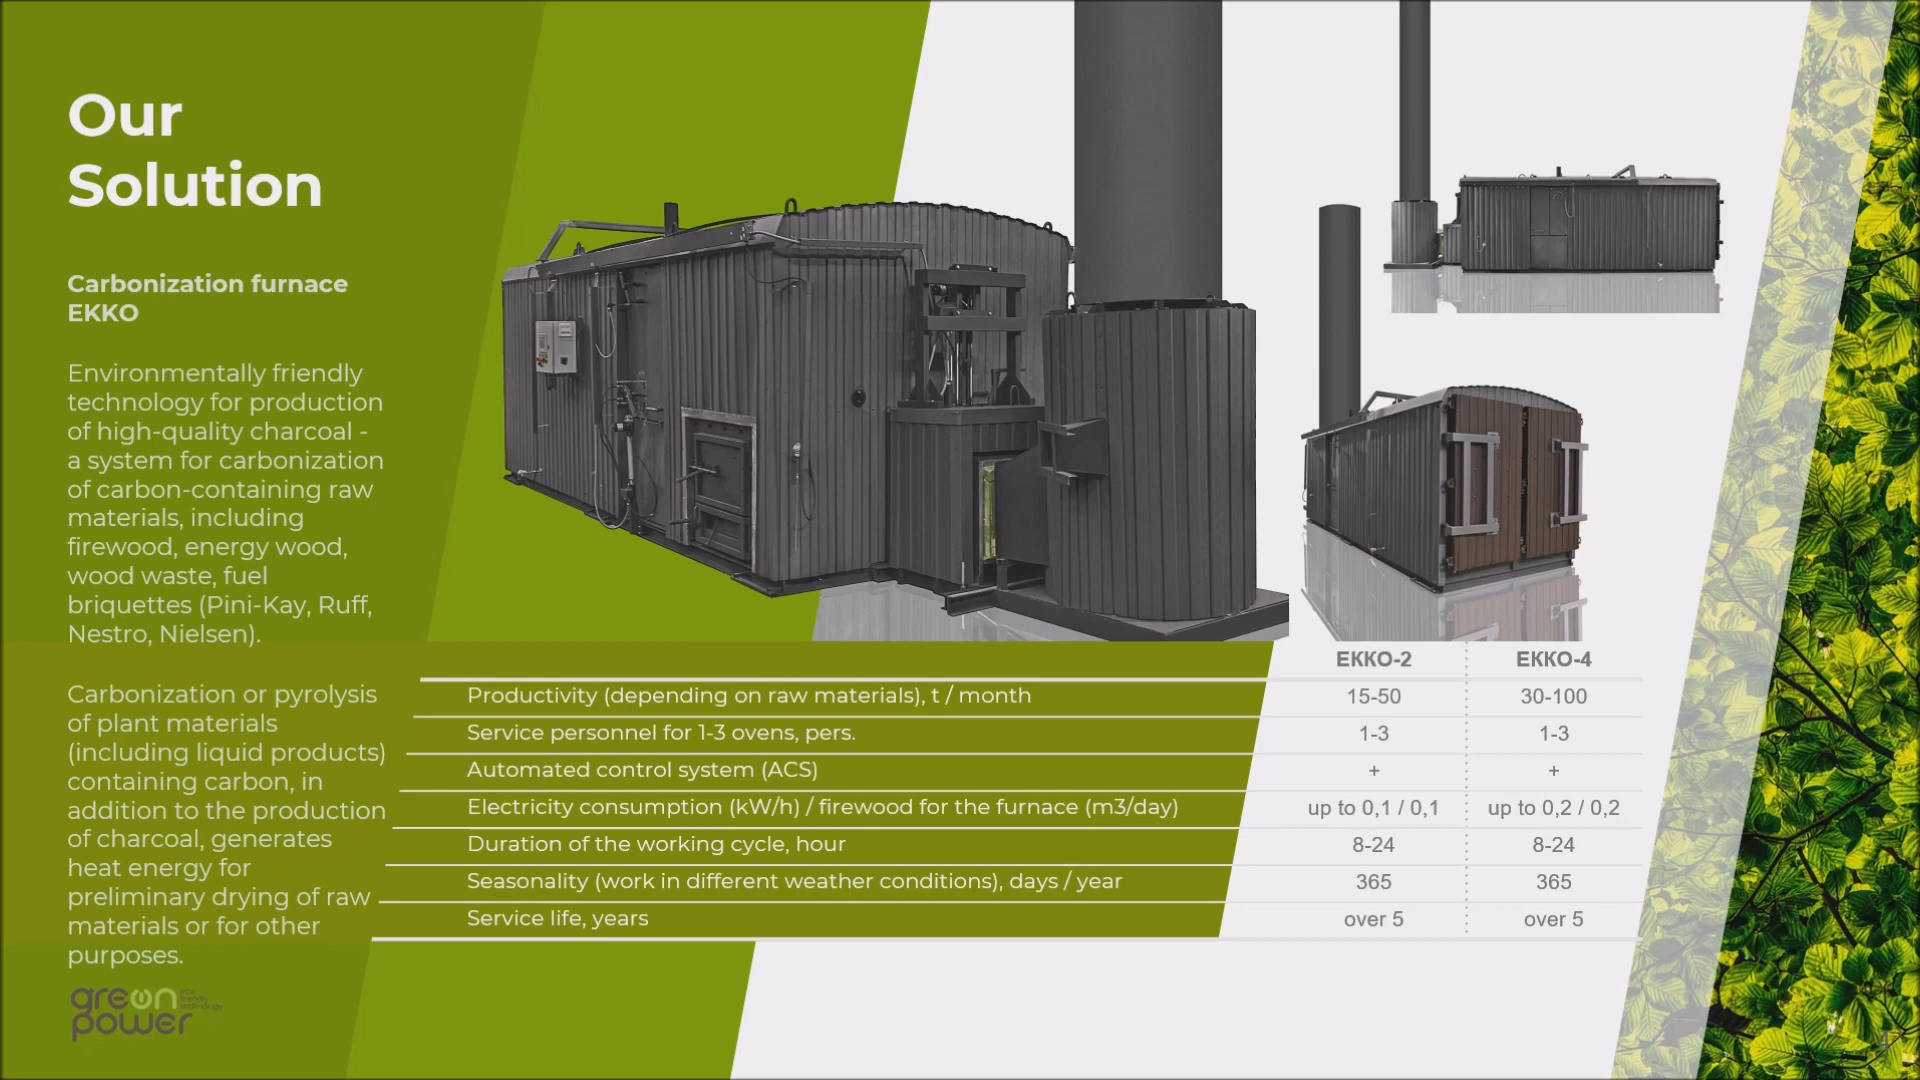 Our
Solution
Carbonization furnace
EKKO
Environmentally friendly
technology for production
of high-quality charcoal -
a system for carbonization
of carbon-containing raw
materials, including
firewood, energy wood,
wood waste, fuel
briquettes (Pini-Kay, Ruff,
Nestro, Nielsen).
Carbonization or pyrolysis
of plant materials
(including liquid products)
containing carbon, in
addition to the production
of charcoal, generates
heat energy for
preliminary drying of raw
materials or for other
purposes.
green
power
eco
friendly
technology
EKKO-2 EKKO-4
Productivity (depending on raw materials), t / month 15-50 30-100
Service personnel for 1-3 ovens, pers. 1-3 1-3
Automated control system (ACS) + +
Electricity consumption (kW/h) / firewood for the furnace (m3/day) up to 0,1 / 0,1 up to 0,2 / 0,2
Duration of the working cycle, hour 8-24 8-24
Seasonality (work in different weather conditions), days / year 365 365
Service life, years over 5 over 5
4